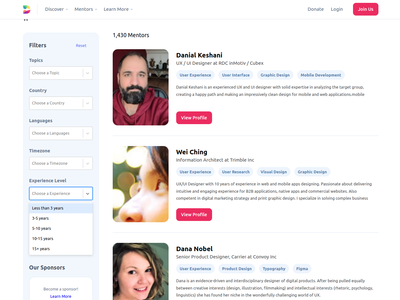 Discover
Mentors
Learn More
Donate
Login
Join Us
Filters
Reset
Topics
Choose a Topic
Country
Choose a Country
Languages
Choose a Languages
Timezone
Choose a Timezone
Experience Level
Choose a Experience
Less than 3 years
3-5 years
5-10 years
10-15 years
15+ years
Our Sponsors
Become a sponsor!
Learn More
1,430 Mentors
Danial Keshani
UX / UI Designer at RDC inMotiv / Cubex
User Experience
User Interface
Graphic Design
Mobile Development
Danial Keshani is an experienced UX and UI designer with solid expertise in analysing the target group,
creating a happy path and making an impressively clean design for mobile and web applications.mobile
View Profile
Wei Ching
Information Architect at Trimble Inc
User Experience
User Research
Visual Design
Graphic Design
UX/UI Designer with 10 years of experience in web and mobile apps designing. Passionate about delivering
intuitive and engaging experience for B2B applications, native apps and commercial websites. Also
competent in digital marketing strategy and print graphic design. I specialize in solving complex business
View Profile
Dana Nobel
Senior Product Designer, Carrier at Convoy Inc
User Experience
Product Design
Typography
Figma
Dana is an evidence-driven and interdisciplinary designer of digital products. After being pulled equally
between creative interests (design, illustration, filmmaking) and intellectual interests (rhetoric, psychology,
linguistics) she has found her niche in the wonderfully challenging world of UX.